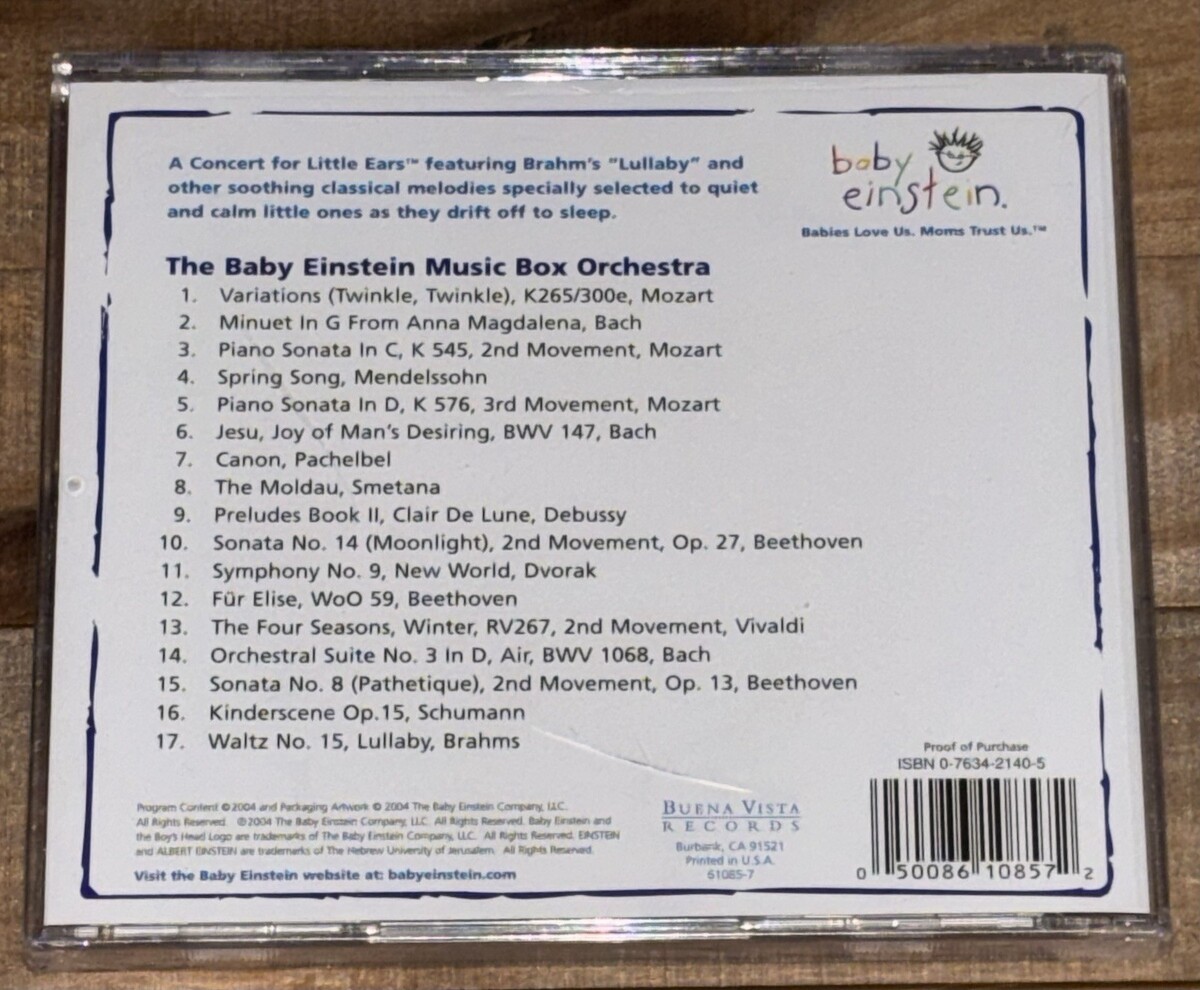 A Concert for Little Ears™ featuring Brahm's "Lullaby" and
other soothing classical melodies specially selected to quiet
and calm little ones as they drift off to sleep.
baby
einstein.
Babies Love Us. Moms Trust Us.™
The Baby Einstein Music Box Orchestra
1. Variations (Twinkle, Twinkle), K265/300e, Mozart
2. Minuet In G From Anna Magdalena, Bach
3. Piano Sonata In C, K 545, 2nd Movement, Mozart
4. Spring Song, Mendelssohn
5. Piano Sonata In D, K 576, 3rd Movement, Mozart
6. Jesu, Joy of Man's Desiring, BWV 147, Bach
7. Canon, Pachelbel
8. The Moldau, Smetana
9. Preludes Book II, Clair De Lune, Debussy
10. Sonata No. 14 (Moonlight), 2nd Movement, Op. 27, Beethoven
11. Symphony No. 9, New World, Dvorak
12. Für Elise, WoO 59, Beethoven
13. The Four Seasons, Winter, RV267, 2nd Movement, Vivaldi
14. Orchestral Suite No. 3 In D, Air, BWV 1068, Bach
15. Sonata No. 8 (Pathetique), 2nd Movement, Op. 13, Beethoven
16. Kinderscene Op.15, Schumann
17. Waltz No. 15, Lullaby, Brahms
Program Content ©2004 and Packaging Artwork © 2004 The Baby Einstein Company, LLC.
All Rights Reserved. ℗2004 The Baby Einstein Company, LLC. All Rights Reserved. Baby Einstein and
the Boy's Head Logo are trademarks of The Baby Einstein Company, LLC. All Rights Reserved. EINSTEIN
and ALBERT EINSTEIN are trademarks of The Hebrew University of Jerusalem. All Rights Reserved.
Visit the Baby Einstein website at: babyeinstein.com
BUENA VISTA
RECORDS
Burbank, CA 91521
Printed in U.S.A.
61085-7
Proof of Purchase
ISBN 0-7634-2140-5
0 50086 10857 2